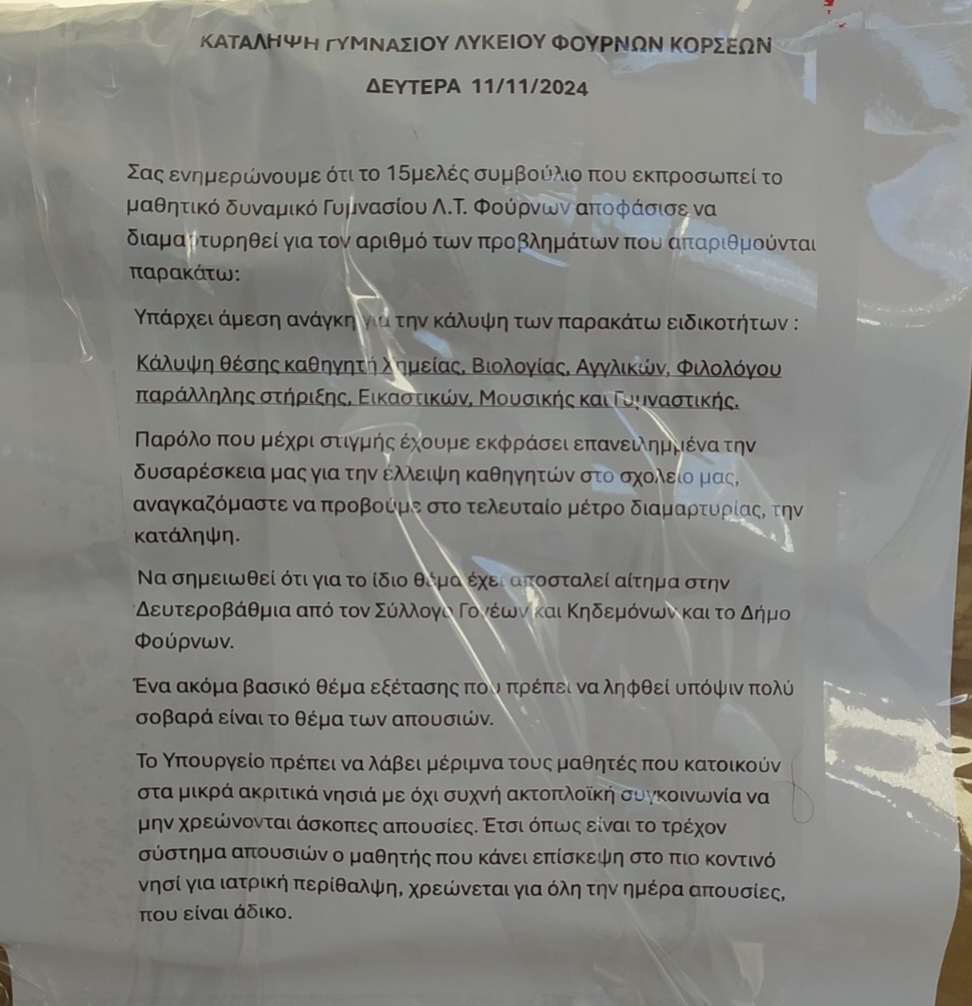 ΚΑΤΑΛΗΨΗ ΓΥΜΝΑΣΙΟΥ ΛΥΚΕΙΟΥ ΦΟΥΡΝΩΝ ΚΟΡΣΕΩΝ
ΔΕΥΤΕΡΑ 11/11/2024
Σας ενημερώνουμε ότι το 15μελές συμβούλιο που εκπροσωπεί το
μαθητικό δυναμικό Γυμνασίου Λ.Τ. Φούρνων αποφάσισε να
διαμαρτυρηθεί για τον αριθμό των προβλημάτων που απαριθμούνται
παρακάτω:
Υπάρχει άμεση ανάγκη για την κάλυψη των παρακάτω ειδικοτήτων :
Κάλυψη θέσης καθηγητή Χημείας, Βιολογίας, Αγγλικών, Φιλολόγου
παράλληλης στήριξης, Εικαστικών, Μουσικής και Γυμναστικής.
Παρόλο που μέχρι στιγμής έχουμε εκφράσει επανειλημμένα την
δυσαρέσκεια μας για την έλλειψη καθηγητών στο σχολείο μας,
αναγκαζόμαστε να προβούμε στο τελευταίο μέτρο διαμαρτυρίας, την
κατάληψη.
Να σημειωθεί ότι για το ίδιο θέμα έχει αποσταλεί αίτημα στην
Δευτεροβάθμια από τον Σύλλογο Γονέων και Κηδεμόνων και το Δήμο
Φούρνων.
Ένα ακόμα βασικό θέμα εξέτασης που πρέπει να ληφθεί υπόψιν πολύ
σοβαρά είναι το θέμα των απουσιών.
Το Υπουργείο πρέπει να λάβει μέριμνα τους μαθητές που κατοικούν
στα μικρά ακριτικά νησιά με όχι συχνή ακτοπλοϊκή συγκοινωνία να
μην χρεώνονται άσκοπες απουσίες. Έτσι όπως είναι το τρέχον
σύστημα απουσιών ο μαθητής που κάνει επίσκεψη στο πιο κοντινό
νησί για ιατρική περίθαλψη, χρεώνεται για όλη την ημέρα απουσίες,
που είναι άδικο.